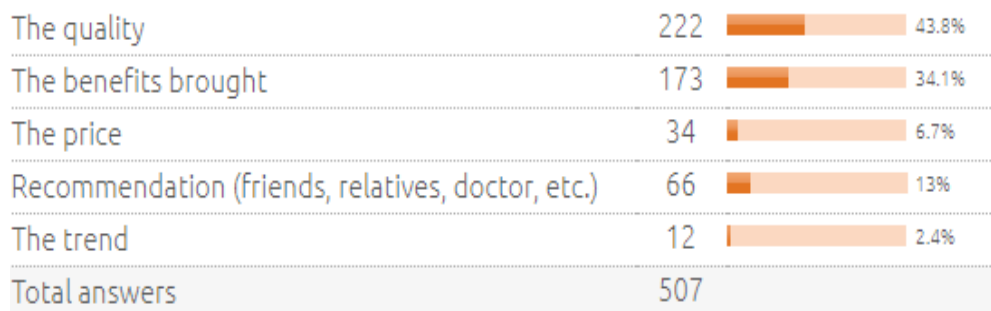 The quality 222 43.8%
The benefits brought 173 34.1%
The price 34 6.7%
Recommendation (friends, relatives, doctor, etc.) 66 13%
The trend 12 2.4%
Total answers 507